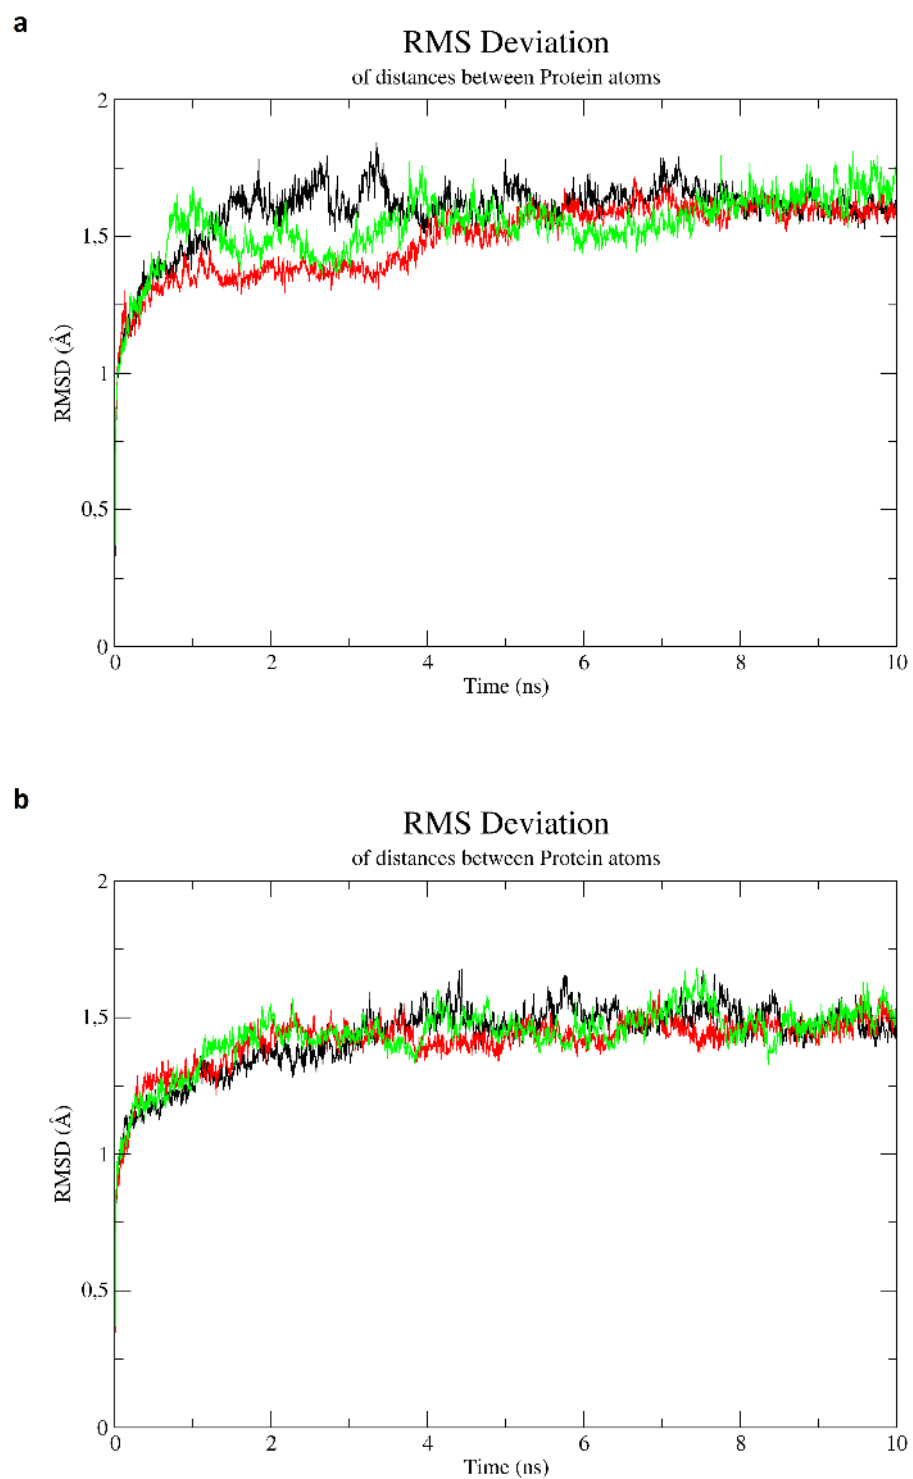 a
RMS Deviation
of distances between Protein atoms
2
1,5
1
0,5
0
RMSD (Å)
0 2 4 6 8 10
Time (ns)
b
RMS Deviation
of distances between Protein atoms
2
1,5
1
0,5
0
RMSD (Å)
0 2 4 6 8 10
Time (ns)